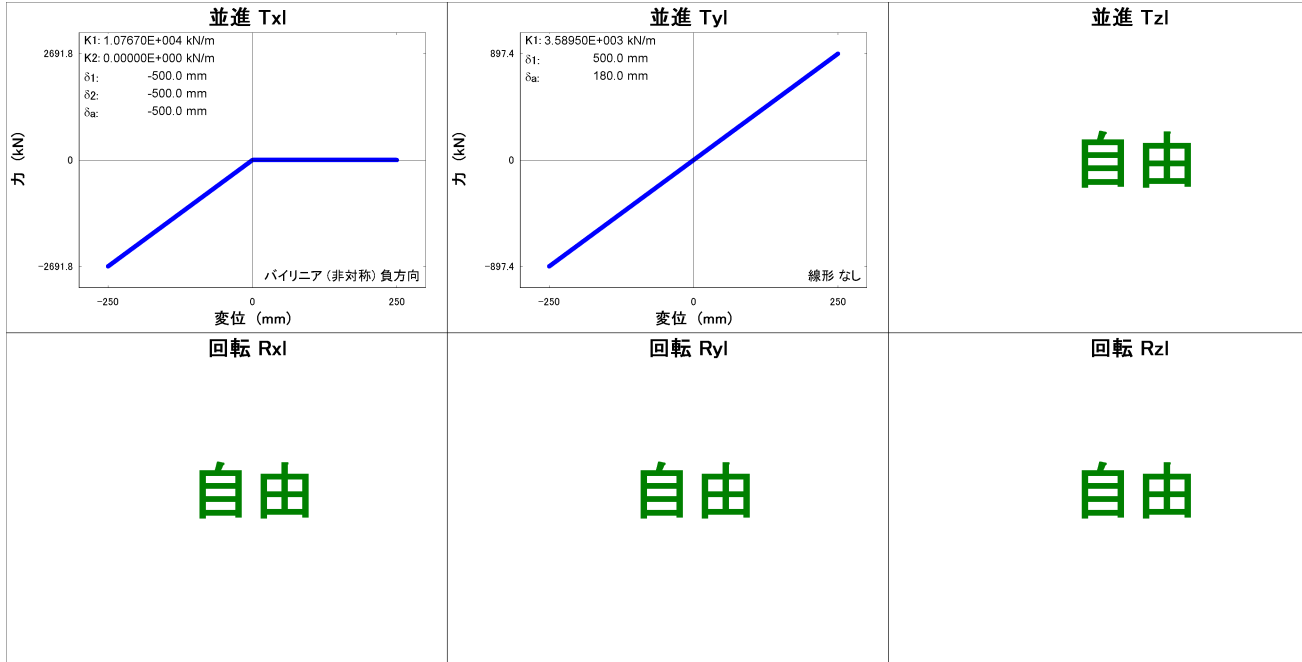 並進 Txl
K1: 1.07670E+004 kN/m
K2: 0.00000E+000 kN/m
δ1: -500.0 mm
δ2: -500.0 mm
δa: -500.0 mm
2691.8
0
-2691.8
力 (kN)
バイリニア (非対称) 負方向
-250 0 250
変位 (mm)
並進 Tyl
K1: 3.58950E+003 kN/m
δ1: 500.0 mm
δa: 180.0 mm
897.4
0
-897.4
力 (kN)
線形 なし
-250 0 250
変位 (mm)
並進 Tzl
自由
回転 Rxl
自由
回転 Ryl
自由
回転 Rzl
自由